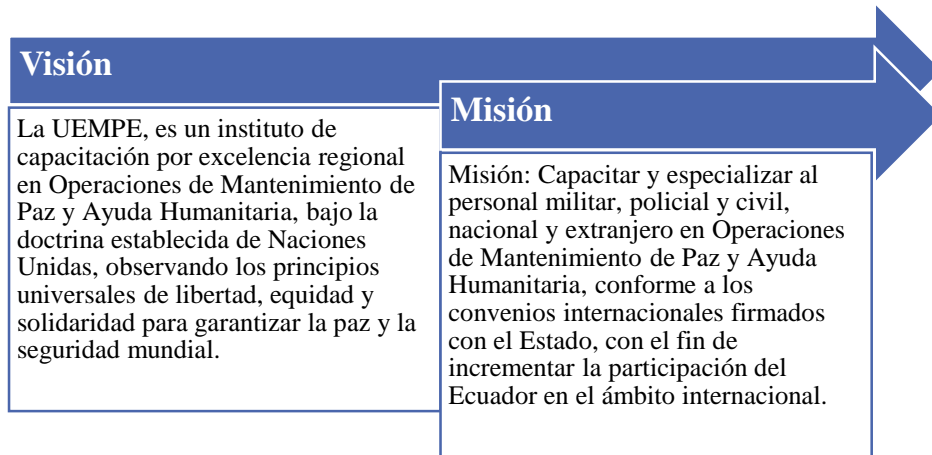 Visión
La UEMPE, es un instituto de
capacitación por excelencia regional
en Operaciones de Mantenimiento de
Paz y Ayuda Humanitaria, bajo la
doctrina establecida de Naciones
Unidas, observando los principios
universales de libertad, equidad y
solidaridad para garantizar la paz y la
seguridad mundial.
Misión
Misión: Capacitar y especializar al
personal militar, policial y civil,
nacional y extranjero en Operaciones
de Mantenimiento de Paz y Ayuda
Humanitaria, conforme a los
convenios internacionales firmados
con el Estado, con el fin de
incrementar la participación del
Ecuador en el ámbito internacional.